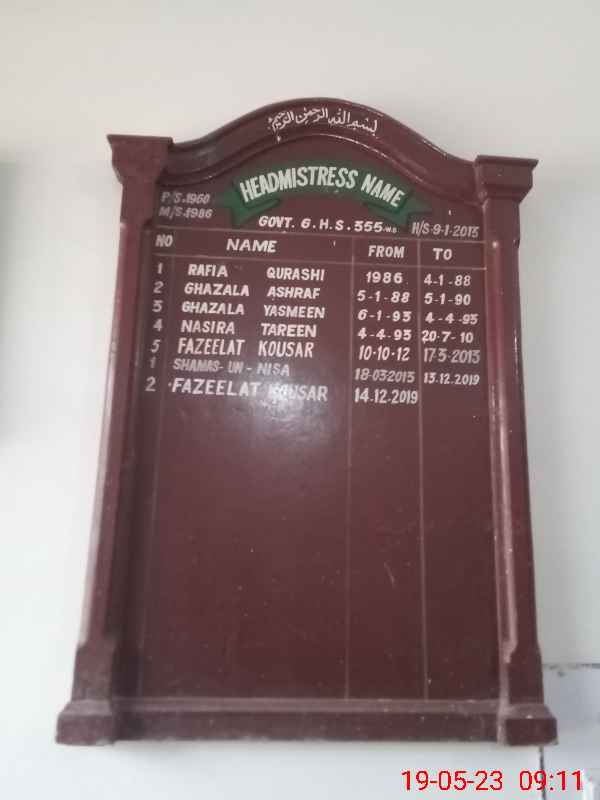 بسم الله الرحمن الرحيم
HEADMISTRESS NAME
P/S.1960
M/S.1986
GOVT. G.H.S. 355 W.B H/S-9-1-2013
NO NAME FROM TO
1 RAFIA QURASHI 1986 4-1-88
2 GHAZALA ASHRAF 5-1-88 5-1-90
3 GHAZALA YASMEEN 6-1-93 4-4-93
4 NASIRA TAREEN 4-4-93 20-7-10
5 FAZEELAT KOUSAR 10-10-12 17-3-2013
1 SHAMAS-UN-NISA 18-03-2013 13.12.2019
2 FAZEELAT KOUSAR 14.12-2019
19-05-23 09:11